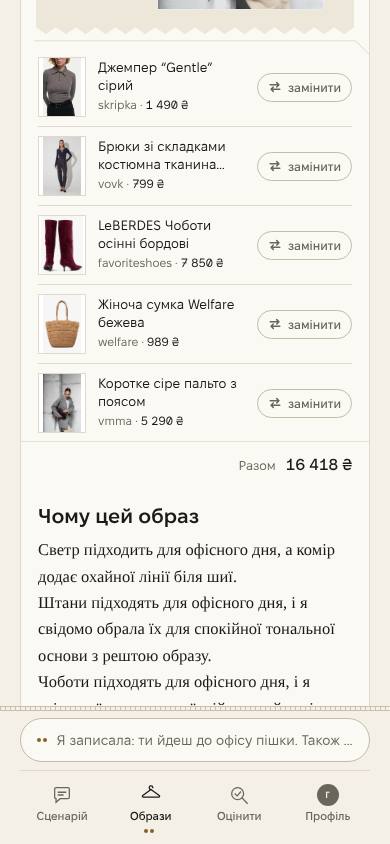 Джемпер “Gentle”
сірий
skripka · 1 490 ₴
замінити
Брюки зі складками
костюмна тканина...
vovk · 799 ₴
замінити
LeBERDES Чоботи
осінні бордові
favoriteshoes · 7 850 ₴
замінити
Жіноча сумка Welfare
бежева
welfare · 989 ₴
замінити
Коротке сіре пальто з
поясом
vmma · 5 290 ₴
замінити
Разом 16 418 ₴
Чому цей образ
Светр підходить для офісного дня, а комір
додає охайної лінії біля шиї.
Штани підходять для офісного дня, і я
свідомо обрала їх для спокійної тональної
основи з рештою образу.
Чоботи підходять для офісного дня, і я
Я записала: ти йдеш до офісу пішки. Також ...
Сценарій
Образи
Оцінити
Г
Профіль